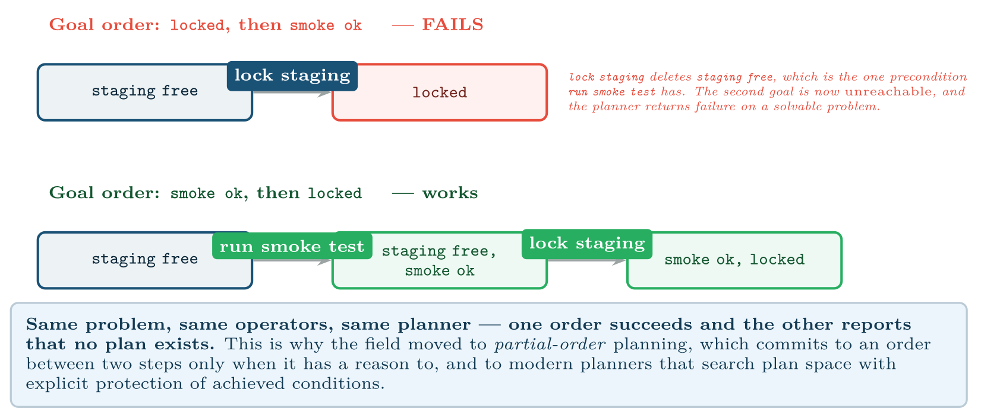 Goal order: locked, then smoke ok — FAILS
staging free
lock staging
locked
lock staging deletes staging free, which is the one precondition
run smoke test has. The second goal is now unreachable, and
the planner returns failure on a solvable problem.
Goal order: smoke ok, then locked — works
staging free
run smoke test
staging free,
smoke ok
lock staging
smoke ok, locked
Same problem, same operators, same planner — one order succeeds and the other reports
that no plan exists. This is why the field moved to partial-order planning, which commits to an order
between two steps only when it has a reason to, and to modern planners that search plan space with
explicit protection of achieved conditions.